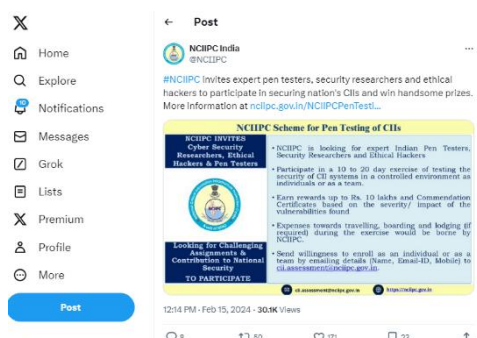 Post
NCIIPC India
@NCIIPC
#NCIIPC Invites expert pen testers, security researchers and ethical
hackers to participate in securing nation's CIIs and win handsome prizes.
More information at nciipc.gov.in/NCIIPCPenTesti...
Home
Explore
10
Notifications
Messages
Grok
Lists
Premium
Profile
More
Post
NCIIPC Scheme for Pen Testing of CIIs
NCIIPC INVITES
Cyber Security
Researchers, Ethical
Hackers & Pen Testers
Looking for Challenging
Assignments &
Contribution to National
Security
TO PARTICIPATE
• NCIIPC is looking for expert Indian Pen Testers,
Security Researchers and Ethical Hackers
• Participate in a 10 to 20 day exercise of testing the
security of CII systems in a controlled environment as
individuals or as a team.
• Earn rewards up to Rs. 10 lakhs and Commendation
Certificates based on the severity/ impact of the
vulnerabilities found
• Expenses towards travelling, boarding and lodging (if
required) during the exercise would be borne by
NCIIPC.
• Send willingness to enroll as an individual or as a
team by emailing details (Name, Email-ID, Mobile) to
cii.assessment@nciipc.gov.in.
cii.assessment@nciipc.gov.in
https://nciipc.gov.in
12:14 PM · Feb 15, 2024 · 30.1K Views
8
50
171
23